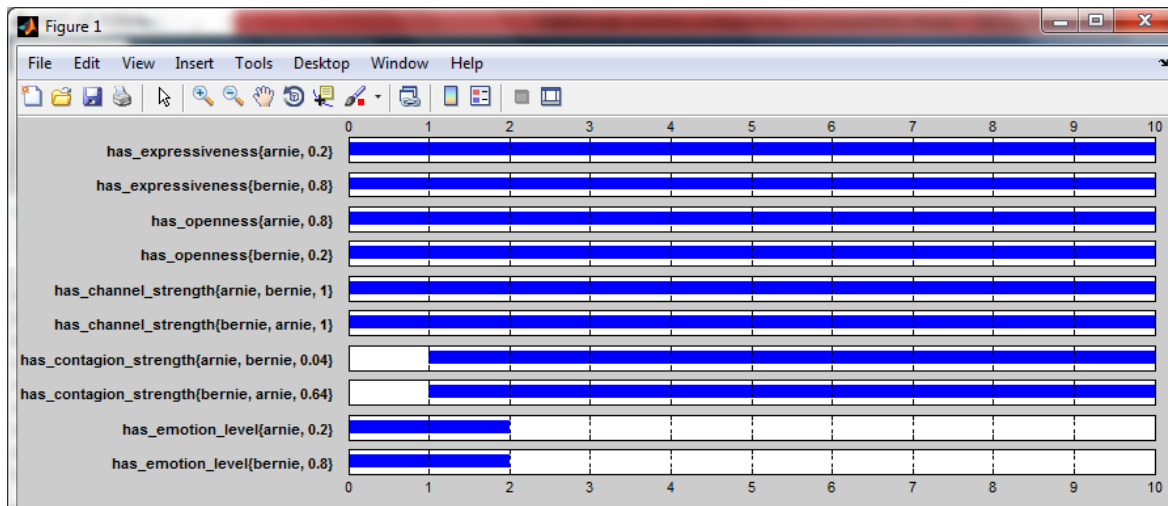 Figure 1
File Edit View Insert Tools Desktop Window Help
0 1 2 3 4 5 6 7 8 9 10
has_expressiveness{arnie, 0.2}
has_expressiveness{bernie, 0.8}
has_openness{arnie, 0.8}
has_openness{bernie, 0.2}
has_channel_strength{arnie, bernie, 1}
has_channel_strength{bernie, arnie, 1}
has_contagion_strength{arnie, bernie, 0.04}
has_contagion_strength{bernie, arnie, 0.64}
has_emotion_level{arnie, 0.2}
has_emotion_level{bernie, 0.8}
0 1 2 3 4 5 6 7 8 9 10